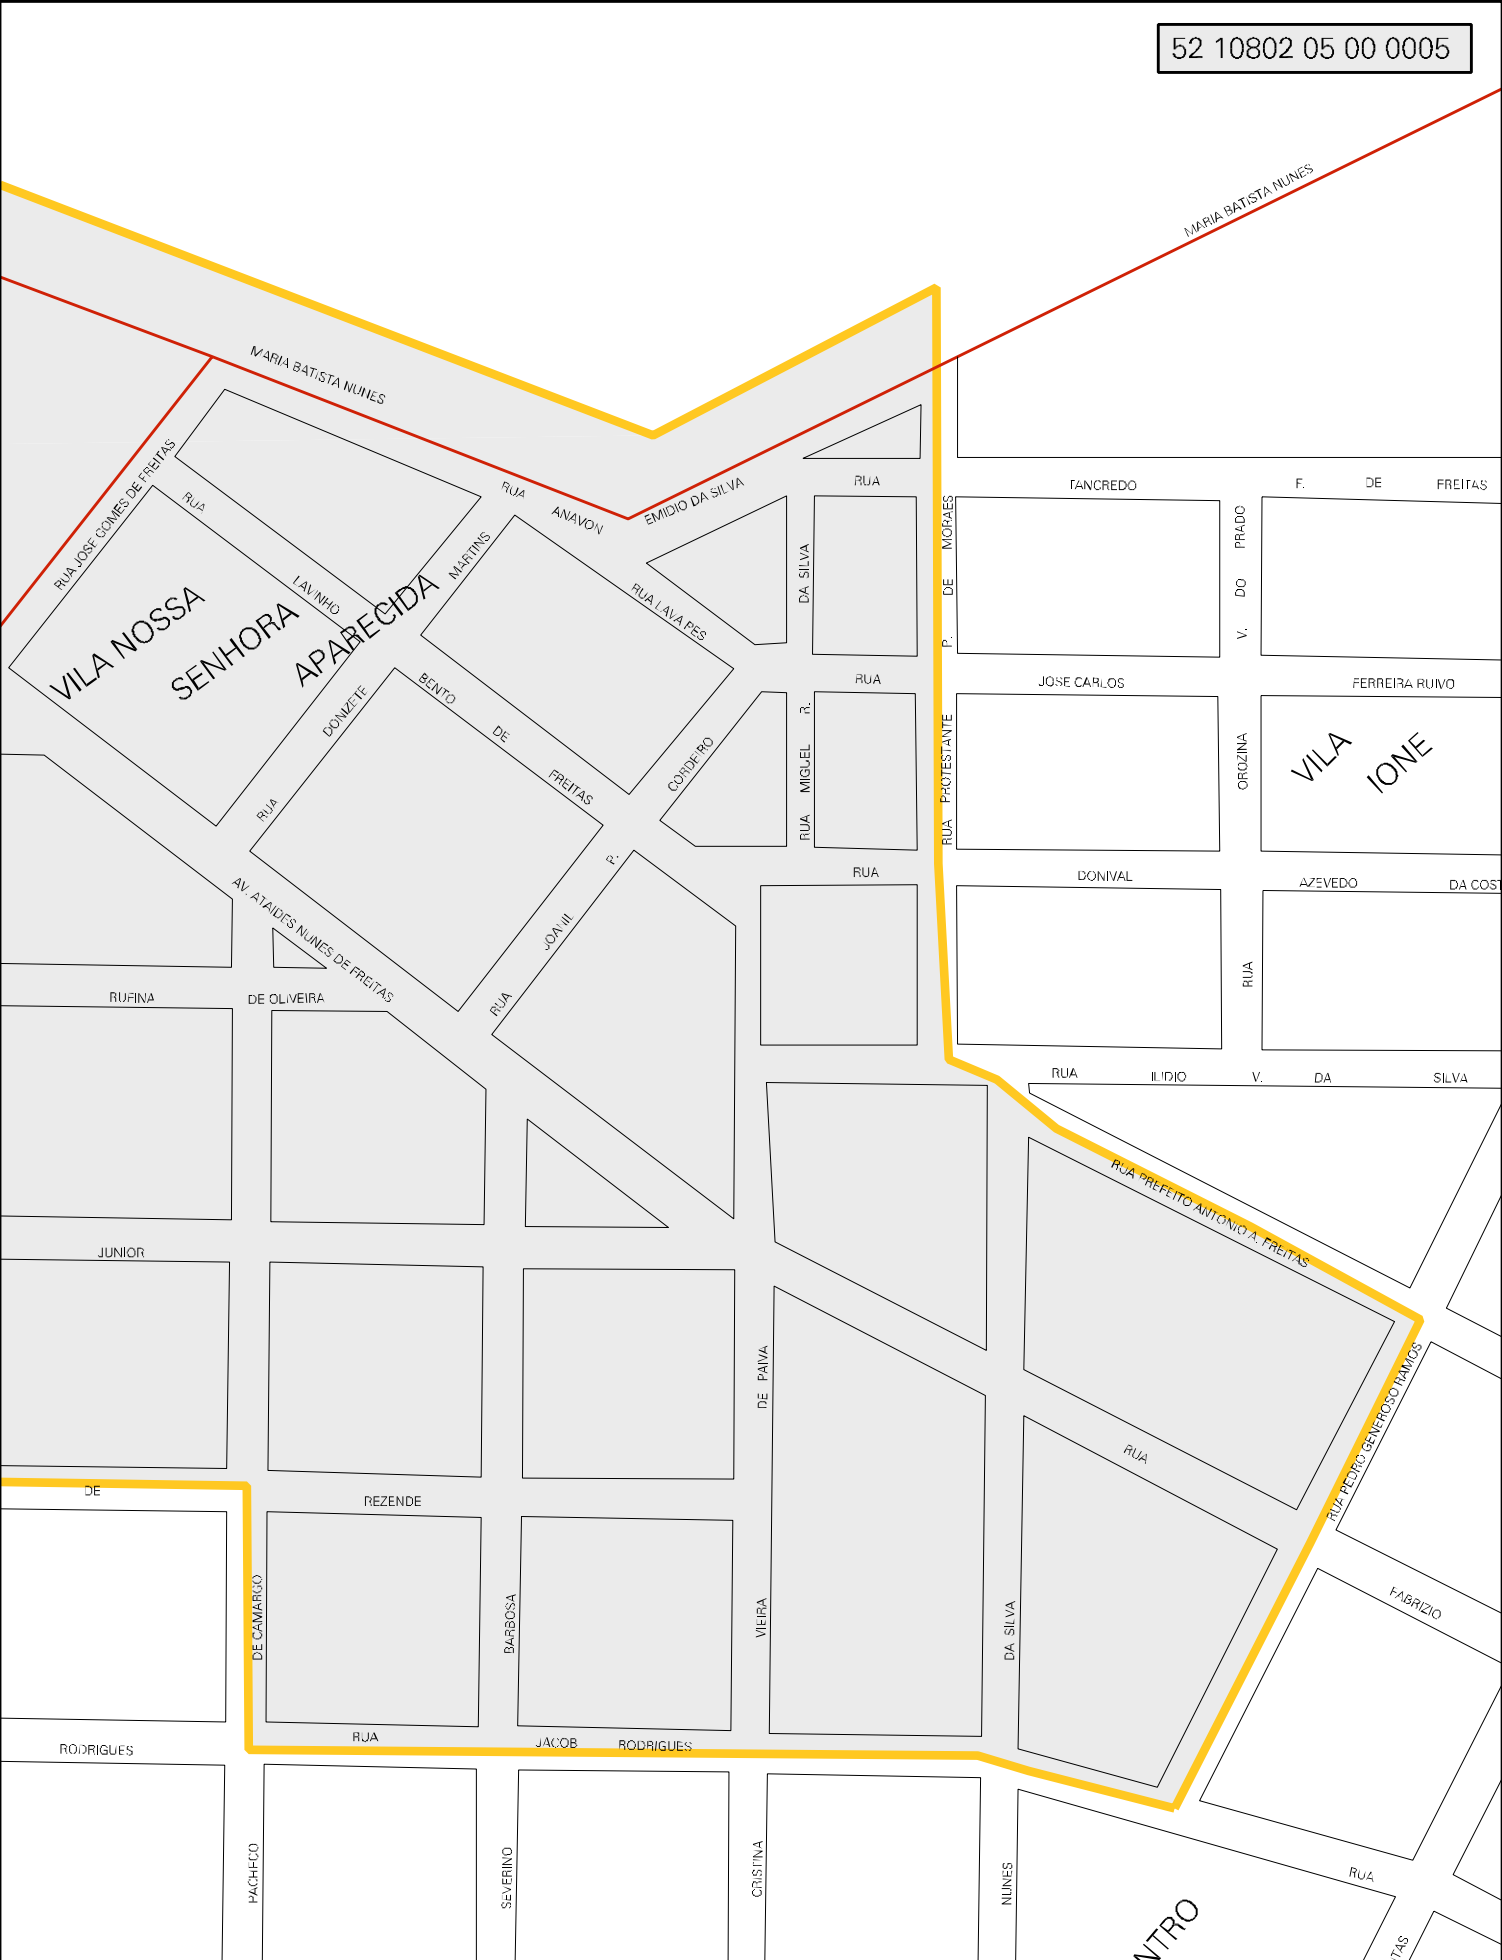 52 10802 05 00 0005
MARIA BATISTA NUNES
MARIA BATISTA NUNES
RUA JOSE GOMES DE FREITAS
RUA
LAVINHO
RUA
ANAVON
EMIDIO DA SILVA
RUA
TANCREDO
F.
DE
FREITAS
MARTINS
RUA LAVA PES
DA SILVA
P.
DE
MORAES
V.
DO
PRADO
VILA NOSSA
SENHORA
APARECIDA
BENTO
DE
FREITAS
RUA
DONIZETE
CORDEIRO
RUA
MIGUEL
R.
RUA
JOSE CARLOS
FERREIRA RUIVO
RUA
PROTESTANTE
OROZINA
VILA
IONE
RUA
DONIVAL
AZEVEDO
DA COST
P.
JOANIL
RUA
AV. ATAIDES NUNES DE FREITAS
RUA
RUFINA
DE OLIVEIRA
RUA
ILIDIO
V.
DA
SILVA
RUA PREFEITO ANTONIO A. FREITAS
JUNIOR
DE PAIVA
RUA PEDRO GENEROSO RAMOS
RUA
FABRIZIO
DE
REZENDE
DE CAMARGO
BARBOSA
VIEIRA
DA SILVA
RODRIGUES
RUA
JACOB
RODRIGUES
PACHECO
SEVERINO
CRISTINA
NUNES
RUA
NTRO
TAS